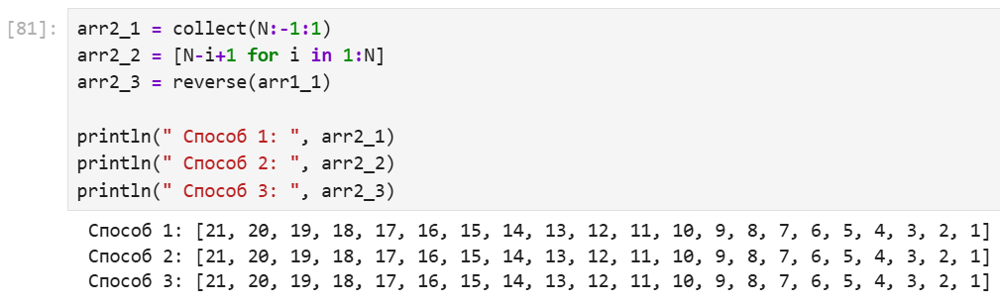 [81]:
arr2_1 = collect(N:-1:1)
arr2_2 = [N-i+1 for i in 1:N]
arr2_3 = reverse(arr1_1)
println(" Способ 1: ", arr2_1)
println(" Способ 2: ", arr2_2)
println(" Способ 3: ", arr2_3)
Способ 1: [21, 20, 19, 18, 17, 16, 15, 14, 13, 12, 11, 10, 9, 8, 7, 6, 5, 4, 3, 2, 1]
Способ 2: [21, 20, 19, 18, 17, 16, 15, 14, 13, 12, 11, 10, 9, 8, 7, 6, 5, 4, 3, 2, 1]
Способ 3: [21, 20, 19, 18, 17, 16, 15, 14, 13, 12, 11, 10, 9, 8, 7, 6, 5, 4, 3, 2, 1]